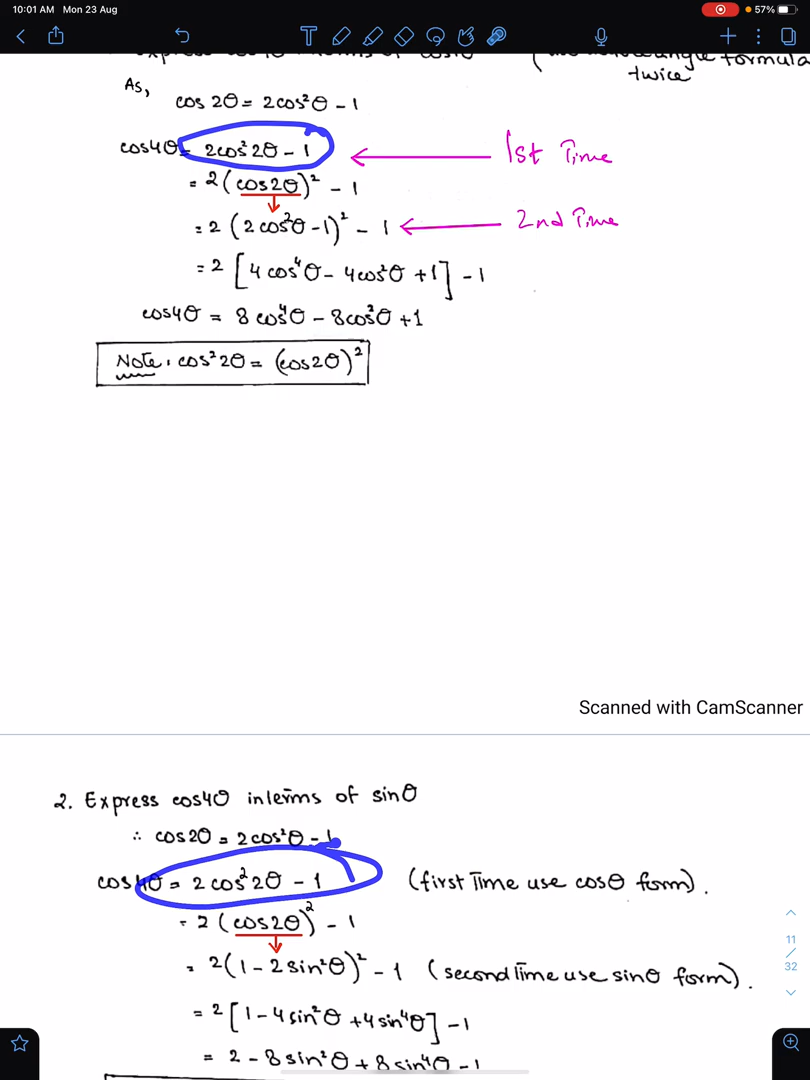 10:01 AM Mon 23 Aug
57%
T
twice
formula
As,
cos 2θ = 2cos²θ - 1
cos4θ = 2cos²2θ - 1
1st Time
= 2(cos2θ)² - 1
= 2(2cos²θ - 1)² - 1
2nd Time
= 2[4cos⁴θ - 4cos²θ + 1] - 1
cos4θ = 8cos⁴θ - 8cos²θ + 1
Note: cos²2θ = (cos2θ)²
Scanned with CamScanner
2. Express cos4θ interms of sinθ
∴ cos2θ = 2cos²θ - 1
cos4θ = 2cos²2θ - 1 (first Time use cosθ form).
= 2(cos2θ)² - 1
= 2(1 - 2sin²θ)² - 1 (second Time use sinθ form).
= 2[1 - 4sin²θ + 4sin⁴θ] - 1
= 2 - 8sin²θ + 8sin⁴θ - 1
11
/
32